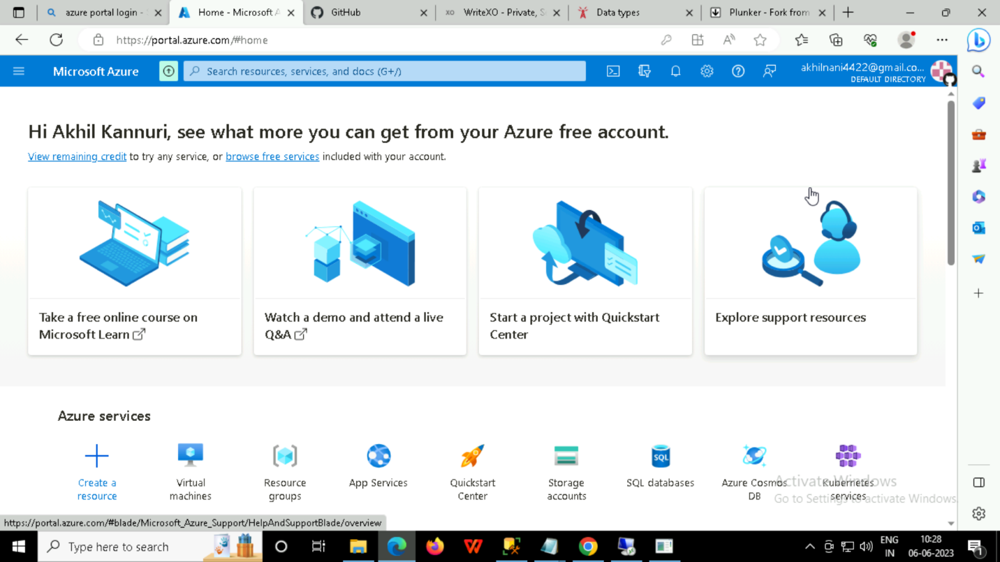 azure portal login -
Home - Microsoft A
GitHub
WriteXO - Private, S
Data types
Plunker - Fork from
https://portal.azure.com/#home
Microsoft Azure
Search resources, services, and docs (G+/)
akhilnani4422@gmail.co...
DEFAULT DIRECTORY
Hi Akhil Kannuri, see what more you can get from your Azure free account.
View remaining credit to try any service, or browse free services included with your account.
Take a free online course on
Microsoft Learn
Watch a demo and attend a live
Q&A
Start a project with Quickstart
Center
Explore support resources
Azure services
Create a
resource
Virtual
machines
Resource
groups
App Services
Quickstart
Center
Storage
accounts
SQL
SQL databases
Azure Cosmos
DB
Kubernetes
services
Activate Windows
Go to Settings to activate Windows.
https://portal.azure.com/#blade/Microsoft_Azure_Support/HelpAndSupportBlade/overview
Type here to search
ENG
IN
10:28
06-06-2023
1